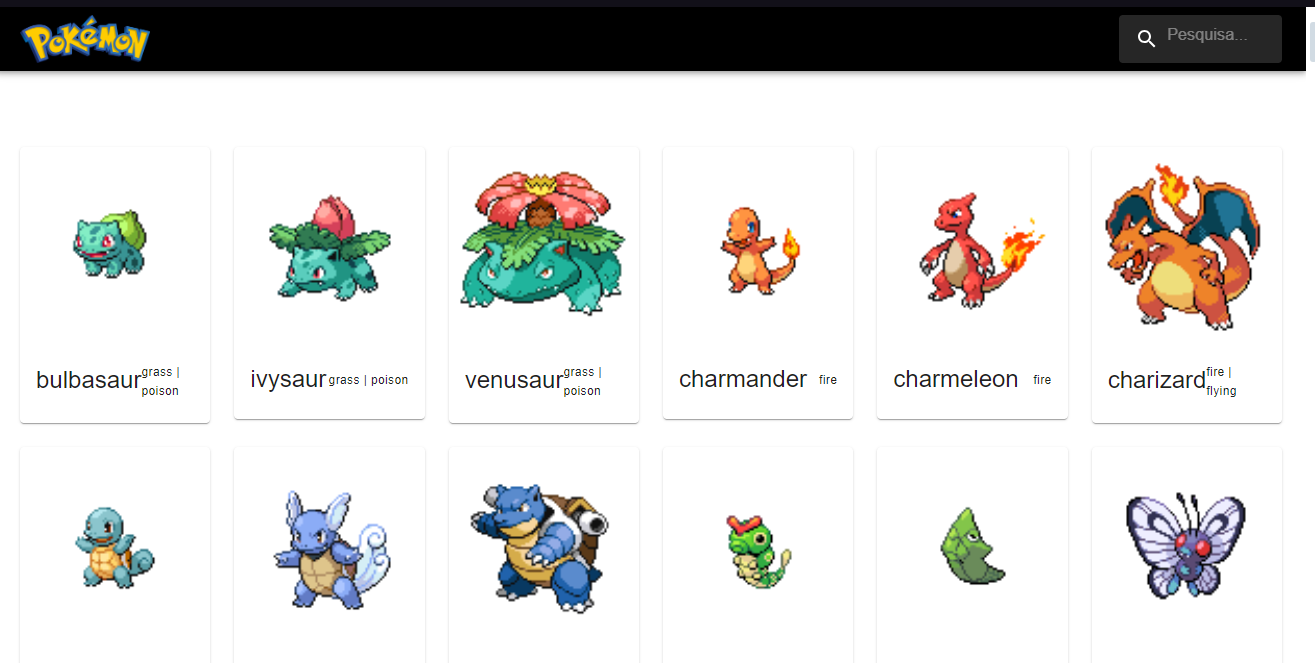 POKéMON
Pesquisa...
bulbasaur
grass |
poison
ivysaur grass | poison
venusaur
grass |
poison
charmander fire
charmeleon fire
charizard
fire |
flying